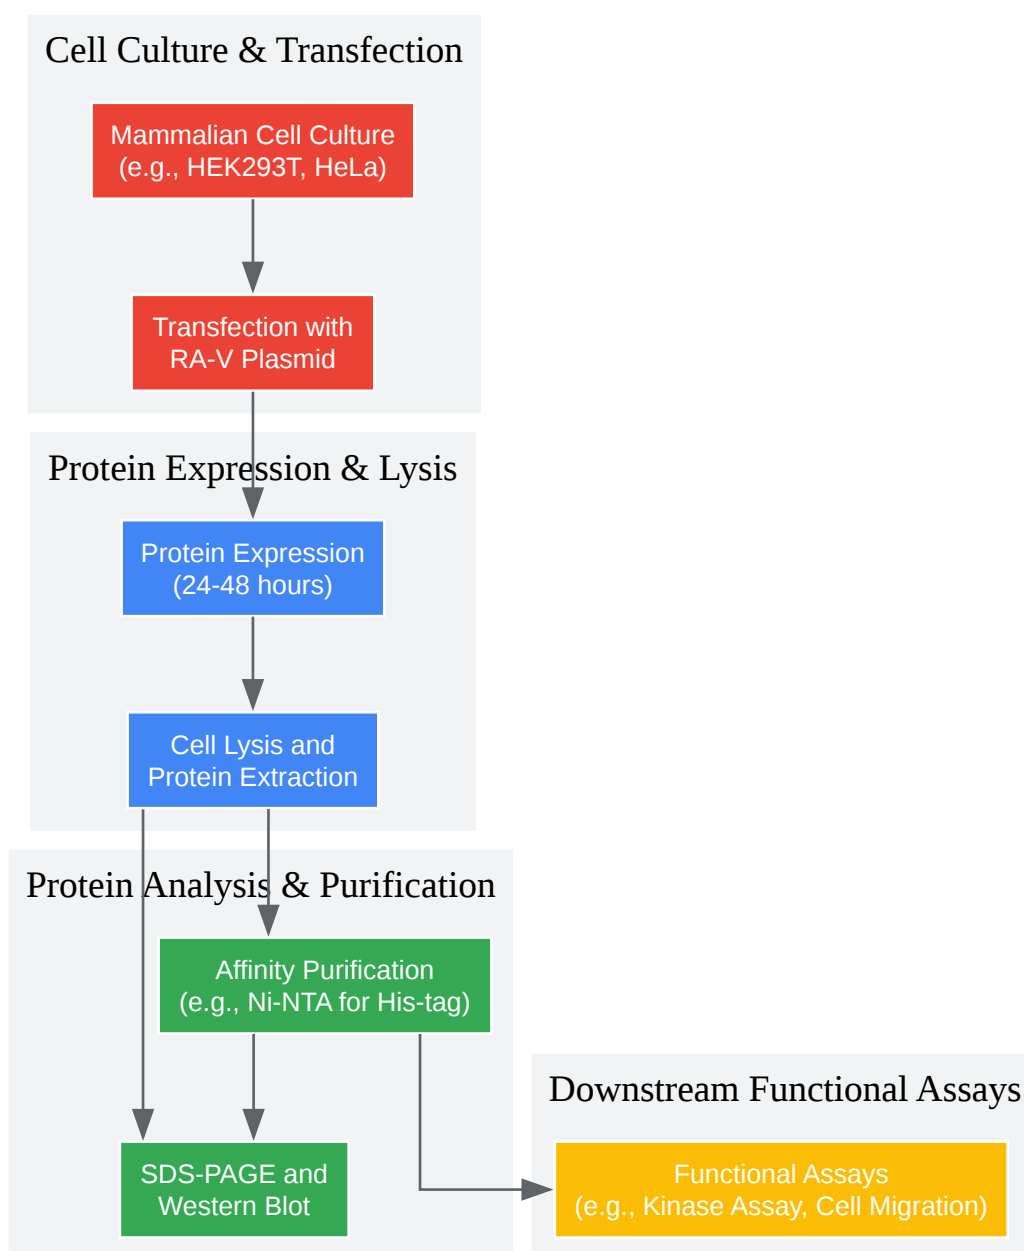 Cell Culture & Transfection
Mammalian Cell Culture
(e.g., HEK293T, HeLa)
Transfection with
RA-V Plasmid
Protein Expression & Lysis
Protein Expression
(24-48 hours)
Cell Lysis and
Protein Extraction
Protein Analysis & Purification
Affinity Purification
(e.g., Ni-NTA for His-tag)
SDS-PAGE and
Western Blot
Downstream Functional Assays
Functional Assays
(e.g., Kinase Assay, Cell Migration)